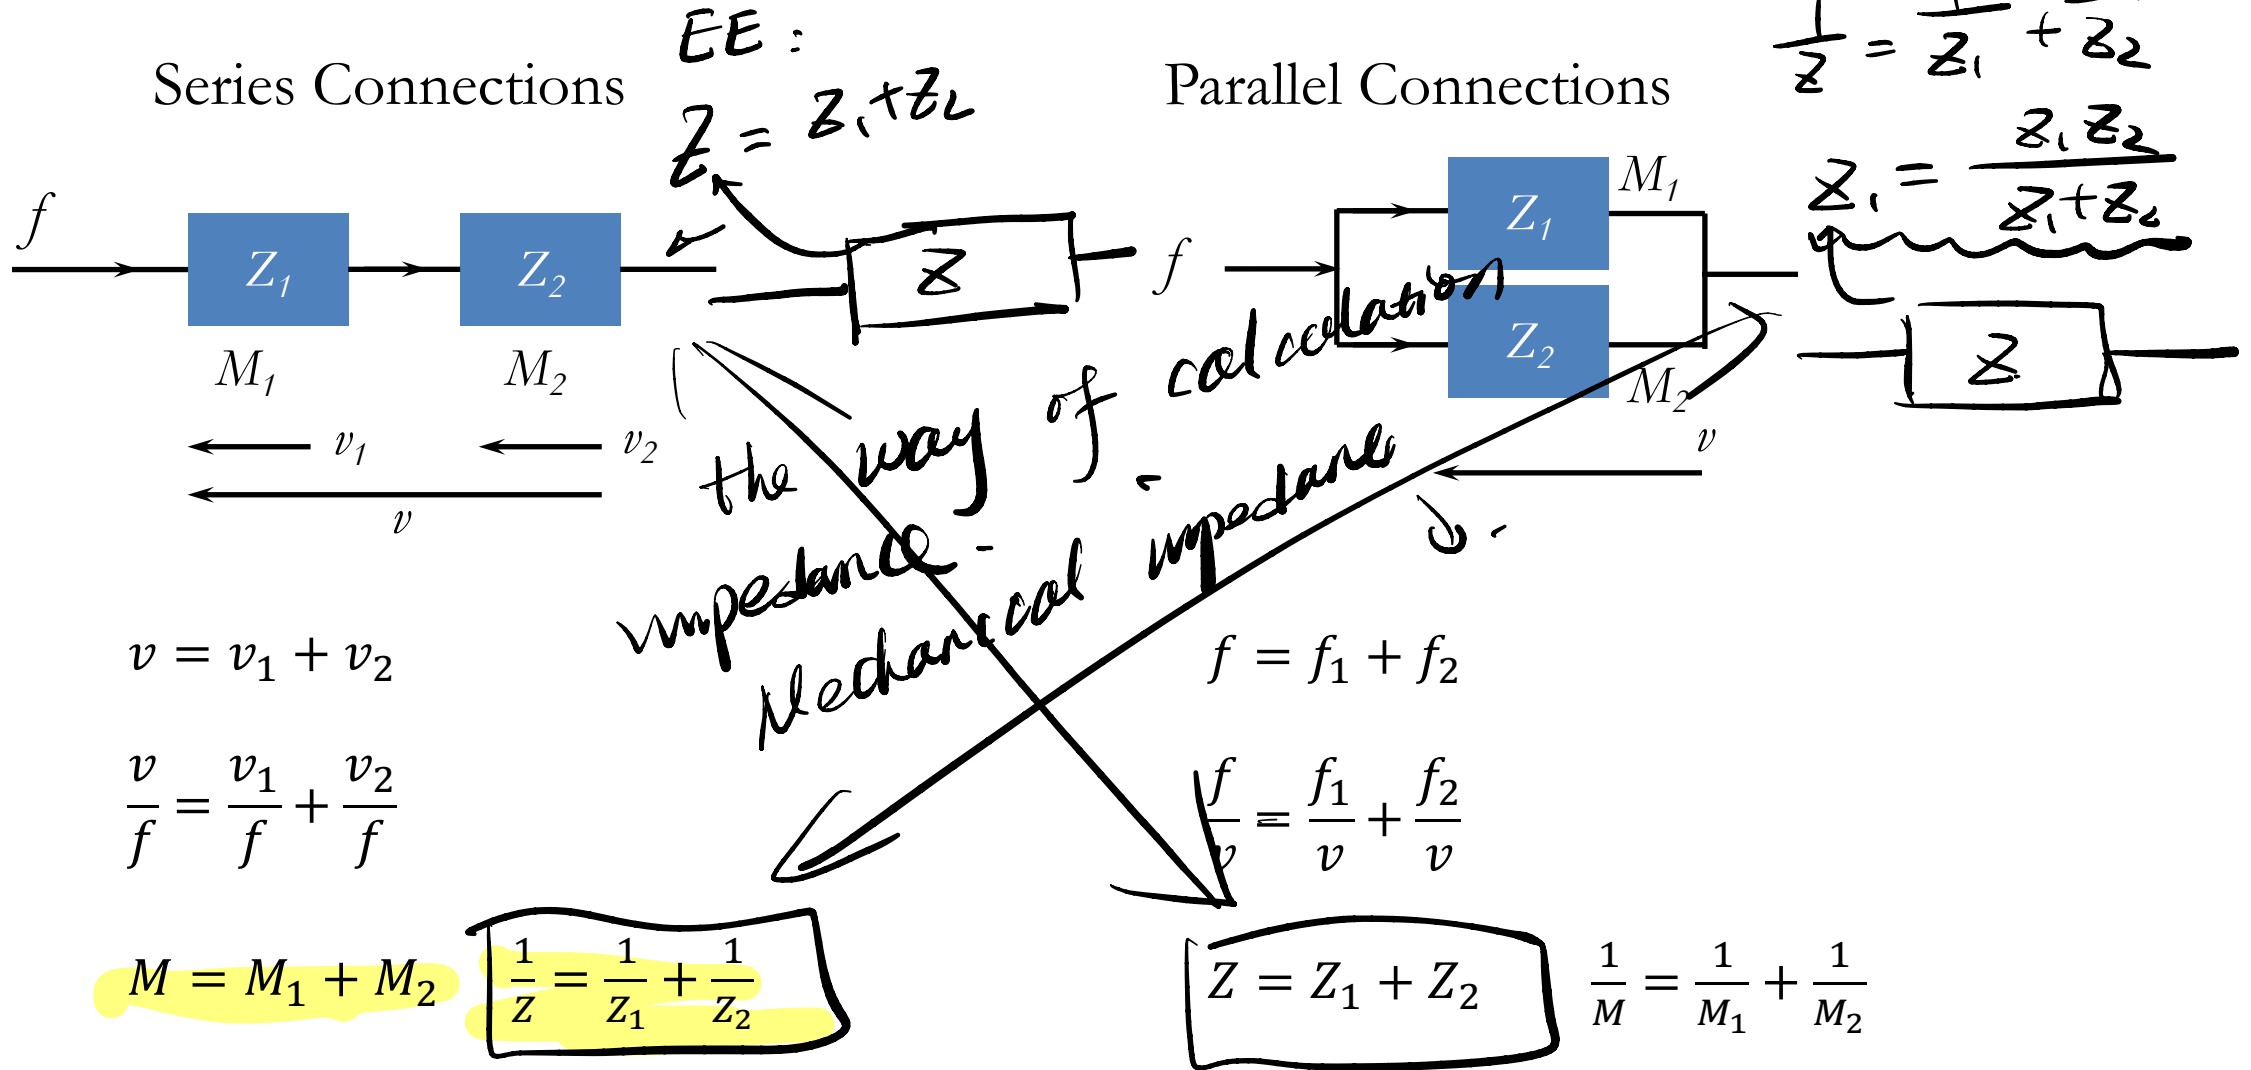 EE :
Series Connections
Z = Z₁+Z₂
Parallel Connections
1/Z = 1/Z₁ + 1/Z₂
Z₁ = Z₁Z₂/(Z₁+Z₂)
f
Z₁
Z₂
M₁
M₂
v₁
v₂
v
Z
f
Z₁
M₁
Z₂
M₂
v
Z
the way of calculation
impedance -
Mechanical impedance
v = v₁ + v₂
v/f = v₁/f + v₂/f
M = M₁ + M₂
1/Z = 1/Z₁ + 1/Z₂
f = f₁ + f₂
f/v = f₁/v + f₂/v
Z = Z₁ + Z₂
1/M = 1/M₁ + 1/M₂